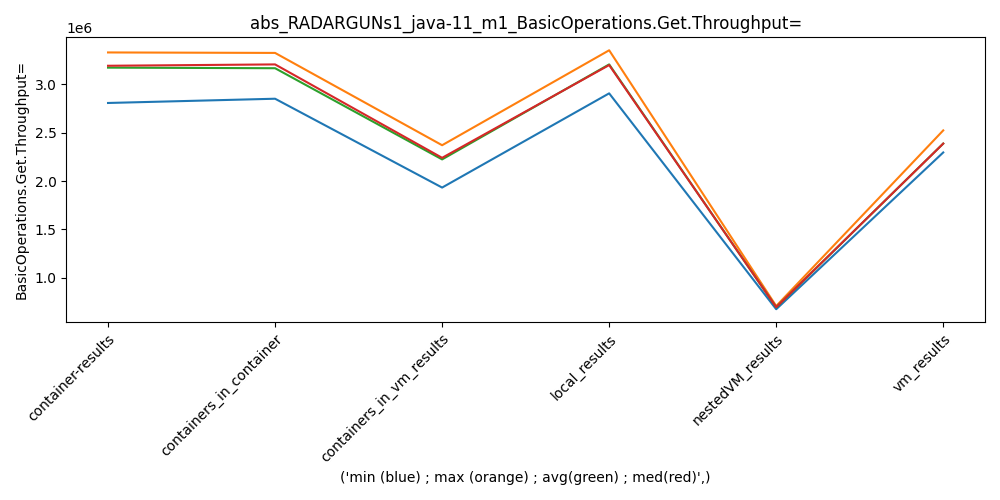 abs_RADARGUNs1_java-11_m1_BasicOperations.Get.Throughput=
1e6
3.0
2.5
2.0
1.5
1.0
BasicOperations.Get.Throughput=
container-results
containers_in_container
containers_in_vm_results
local_results
nestedVM_results
vm_results
('min (blue) ; max (orange) ; avg(green) ; med(red)',)